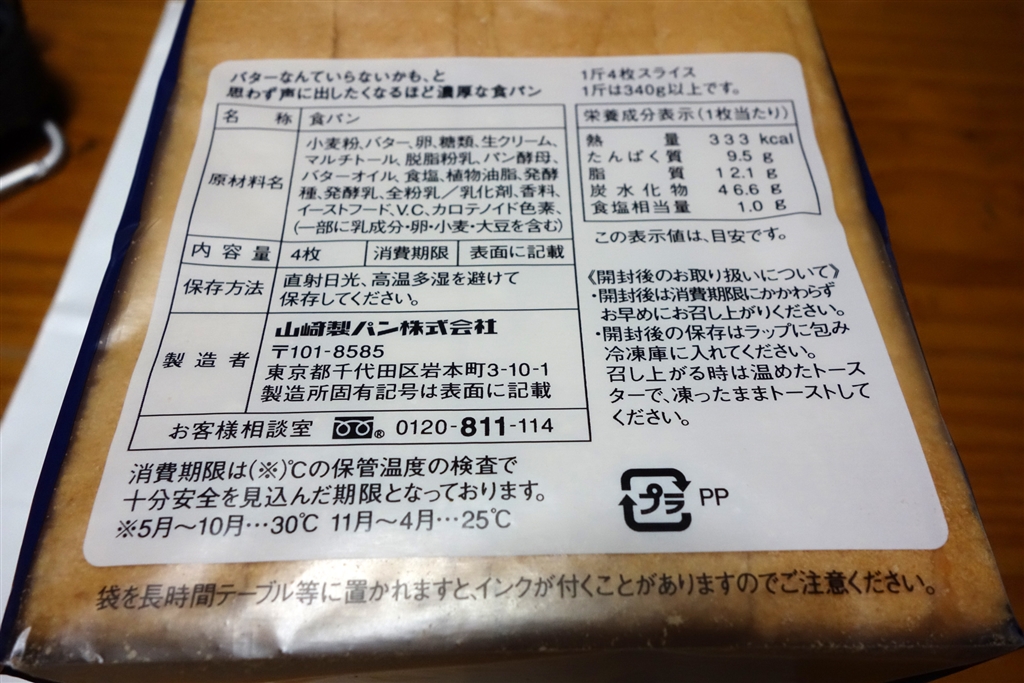 バターなんていらないかも、と
思わず声に出したくなるほど濃厚な食パン
名称 食パン
原材料名
小麦粉、バター、卵、糖類、生クリーム、
マルチトール、脱脂粉乳、パン酵母、
バターオイル、食塩、植物油脂、発酵
種、発酵乳、全粉乳/乳化剤、香料、
イーストフード、V.C、カロテノイド色素、
(一部に乳成分・卵・小麦・大豆を含む)
内容量 4枚 消費期限 表面に記載
保存方法
直射日光、高温多湿を避けて
保存してください。
製造者
山崎製パン株式会社
〒101-8585
東京都千代田区岩本町3-10-1
製造所固有記号は表面に記載
お客様相談室 0120-811-114
消費期限は(※)℃の保管温度の検査で
十分安全を見込んだ期限となっております。
※5月〜10月…30℃ 11月〜4月…25℃
1斤4枚スライス
1斤は340g以上です。
栄養成分表示(1枚当たり)
熱量 333 kcal
たんぱく質 9.5 g
脂質 12.1 g
炭水化物 46.6 g
食塩相当量 1.0 g
この表示値は、目安です。
《開封後のお取り扱いについて》
・開封後は消費期限にかかわらず
お早めにお召し上がりください。
・開封後の保存はラップに包み
冷凍庫に入れてください。
召し上がる時は温めたトース
ターで、凍ったままトーストして
ください。
プラ PP
袋を長時間テーブル等に置かれますと、インクが付くことがありますのでご注意ください。